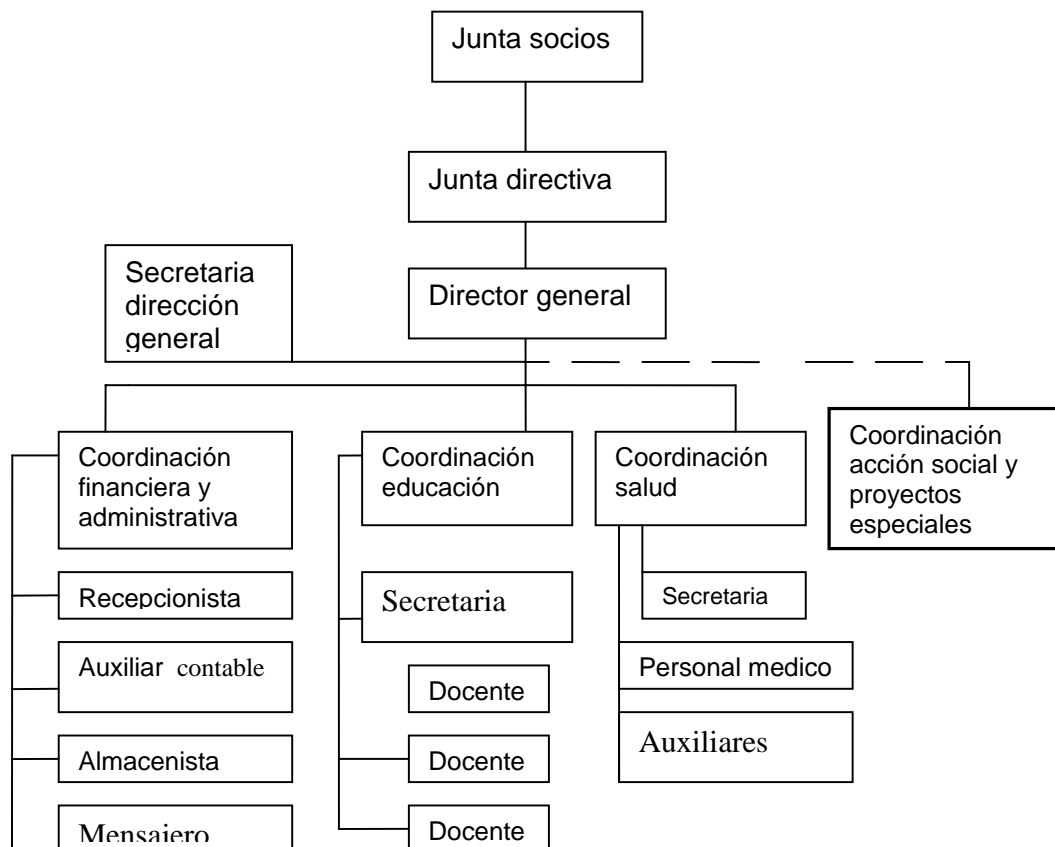 Junta socios
Junta directiva
Secretaria
dirección
general
Director general
Coordinación
financiera y
administrativa
Coordinación
educación
Coordinación
salud
Coordinación
acción social y
proyectos
especiales
Recepcionista
Auxiliar contable
Almacenista
Mensajero
Secretaria
Docente
Docente
Docente
Secretaria
Personal medico
Auxiliares